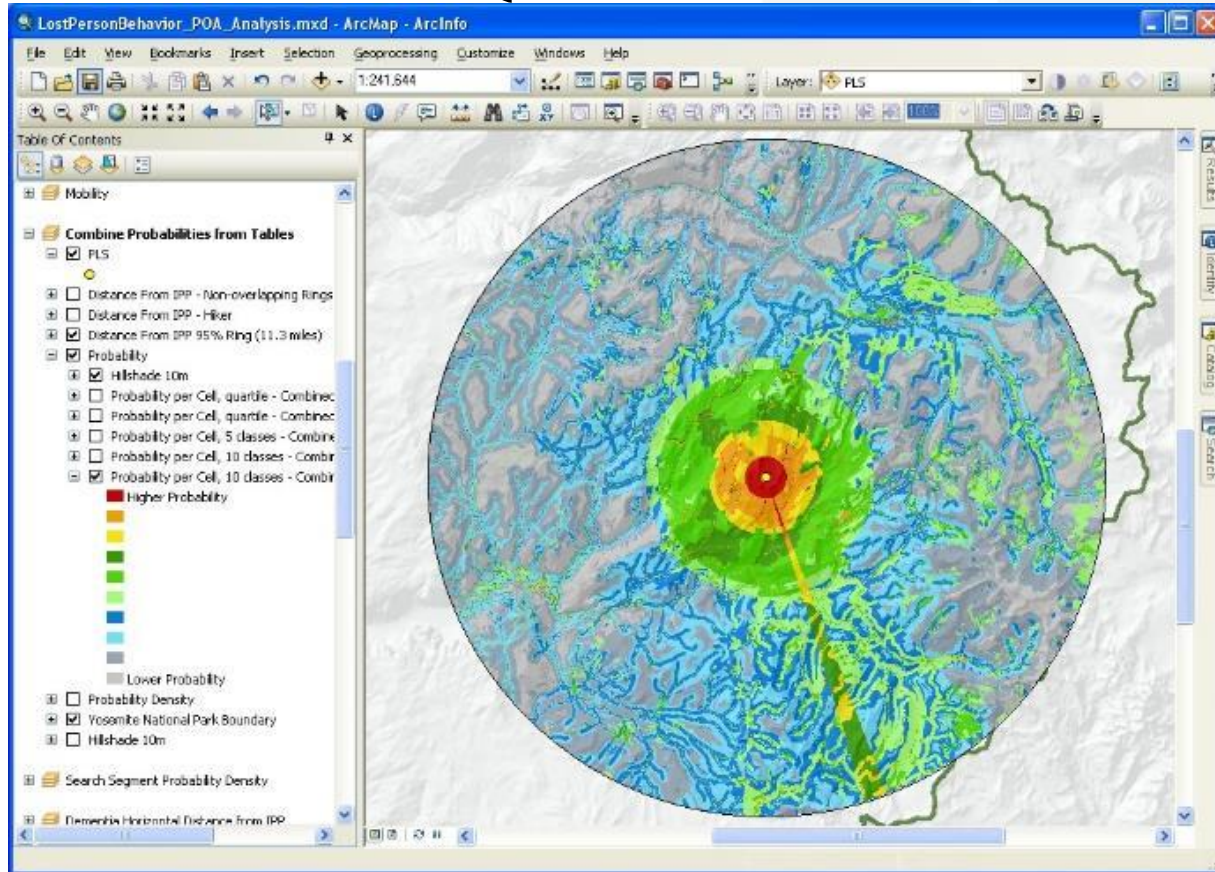 LostPersonBehavior_POA_Analysis.mxd - ArcMap - ArcInfo
File Edit View Bookmarks Insert Selection Geoprocessing Customize Windows Help
1:241,644
Layer: PLS
100%
Table Of Contents
Mobility
Combine Probabilities from Tables
PLS
Distance From IPP - Non-overlapping Rings
Distance From IPP - Hiker
Distance From IPP 95% Ring (11.3 miles)
Probability
Hillshade 10m
Probability per Cell, quartile - Combined
Probability per Cell, quartile - Combined
Probability per Cell, 5 classes - Combine
Probability per Cell, 10 classes - Combir
Probability per Cell, 10 classes - Combir
Higher Probability
Lower Probability
Probability Density
Yosemite National Park Boundary
Hillshade 10m
Search Segment Probability Density
Dementia Horizontal Distance from IPP
Results
Identify
Catalog
Search